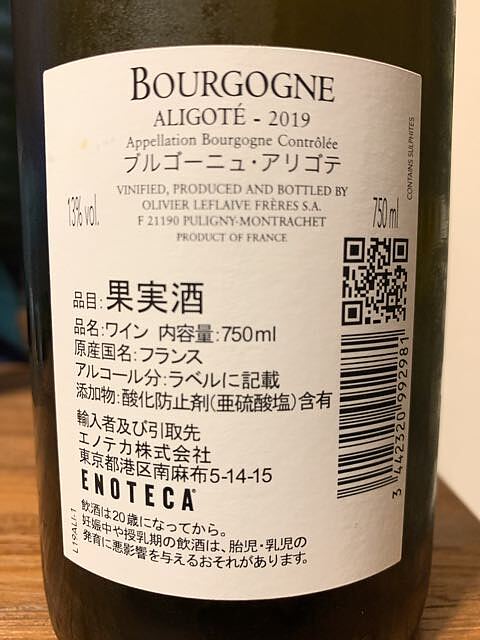 BOURGOGNE
ALIGOTÉ - 2019
Appellation Bourgogne Contrôlée
ブルゴーニュ・アリゴテ
VINIFIED, PRODUCED AND BOTTLED BY
OLIVIER LEFLAIVE FRÈRES S.A.
F 21190 PULIGNY-MONTRACHET
PRODUCT OF FRANCE
13% vol.
750 ml
CONTAINS SULPHITES
品目:果実酒
品名:ワイン 内容量:750ml
原産国名:フランス
アルコール分:ラベルに記載
添加物:酸化防止剤(亜硫酸塩)含有
輸入者及び引取先
エノテカ株式会社
東京都港区南麻布5-14-15
ENOTECA
飲酒は20歳になってから。
妊娠中や授乳期の飲酒は、胎児・乳児の
発育に悪影響を与えるおそれがあります。
L19ALI-1
3 442320 992981